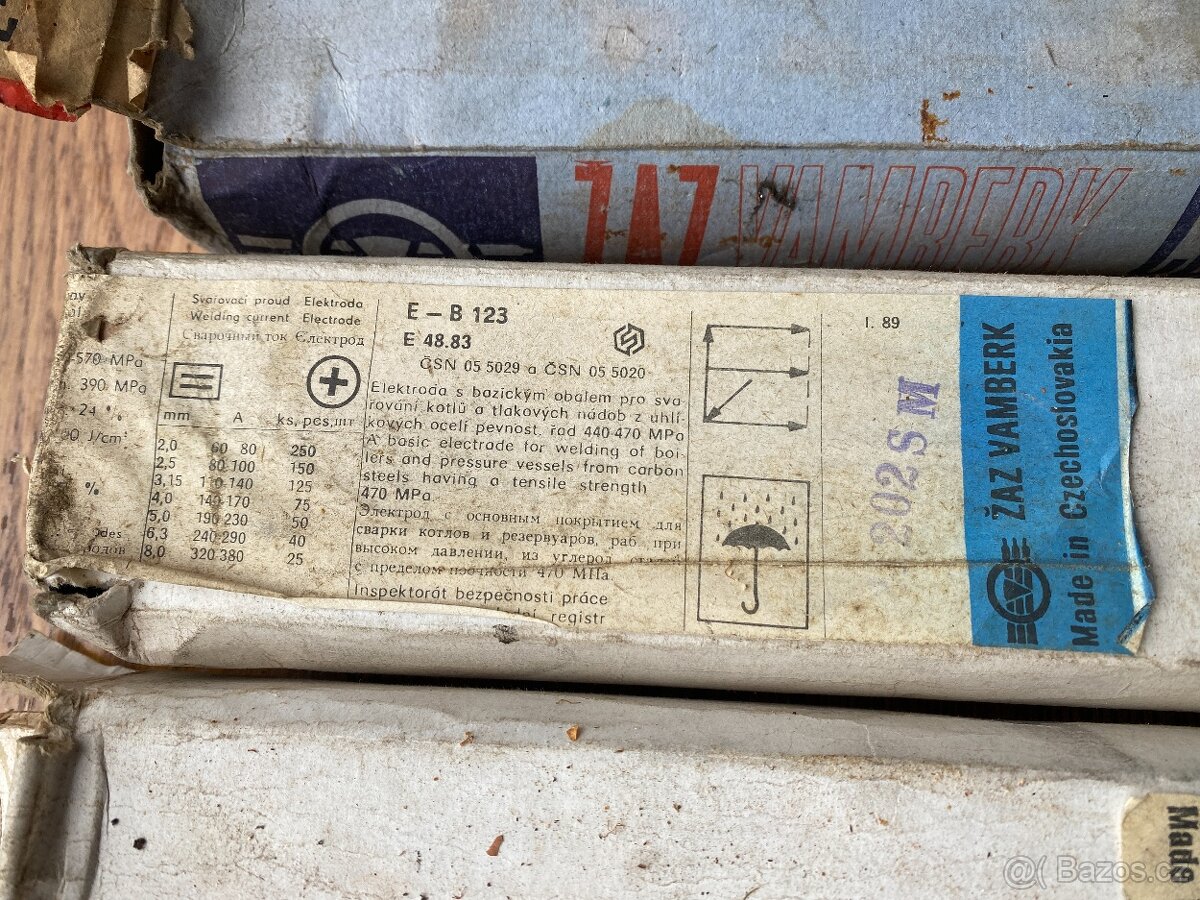 ŽAZ VAMBERK
Svařovací proud Elektroda
Welding current Electrode
Сварочный ток Єлектрод
570 MPa
390 MPa
24 %
J/cm²
%
mm A ks, pcs, шт
2,0 60 80 250
2,5 80-100 150
3,15 110-140 125
4,0 140-170 75
5,0 190-230 50
6,3 240-290 40
8,0 320-380 25
E – B 123
E 48.83
ČSN 05 5029 a ČSN 05 5020
Elektroda s bazickým obalem pro sva-
řování kotlů a tlakových nádob z uhlí-
kových ocelí pevnost. řad 440-470 MPa
A basic electrode for welding of boi-
lers and pressure vessels from carbon
steels having a tensile strength
470 MPa
Электрод с основным покрытием для
сварки котлов и резервуаров, раб. при
высоком давлении, из углерод. сталей
с пределом прочности 470 МПа.
Inspektorát bezpečnosti práce
registr
I. 89
202SM
ŽAZ VAMBERK
Made in Czechoslovakia
Made
Bazos.cz